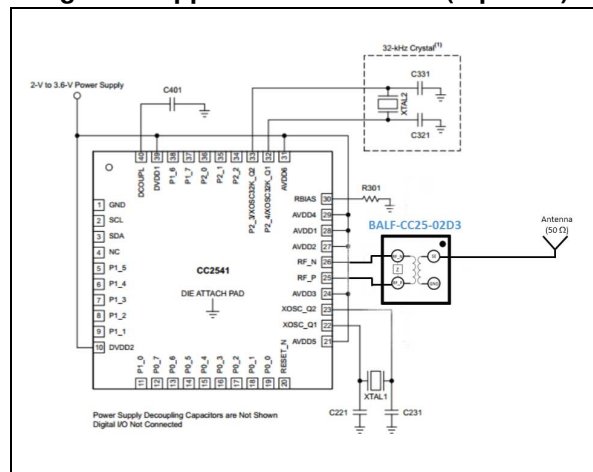 32-kHz Crystal(1)
2-V to 3.6-V Power Supply
C401
C331
XTAL2
C321
40 DCOUPL
39 DVDD1
38 P1_6
37 P1_7
36 P2_0
35 P2_1
34 P2_2
33 P2_3/XOSC32K_Q2
32 P2_4/XOSC32K_Q1
31 AVDD6
1 GND
2 SCL
3 SDA
4 NC
5 P1_5
6 P1_4
7 P1_3
8 P1_2
9 P1_1
10 DVDD2
CC2541
DIE ATTACH PAD
RBIAS 30
AVDD4 29
AVDD1 28
AVDD2 27
RF_N 26
RF_P 25
AVDD3 24
XOSC_Q2 23
XOSC_Q1 22
AVDD5 21
R301
BALF-CC25-02D3
Antenna
(50 Ω)
11 P1_0
12 P0_7
13 P0_6
14 P0_5
15 P0_4
16 P0_3
17 P0_2
18 P0_1
19 P0_0
20 RESET_N
XTAL1
C221
C231
Power Supply Decoupling Capacitors are Not Shown
Digital I/O Not Connected